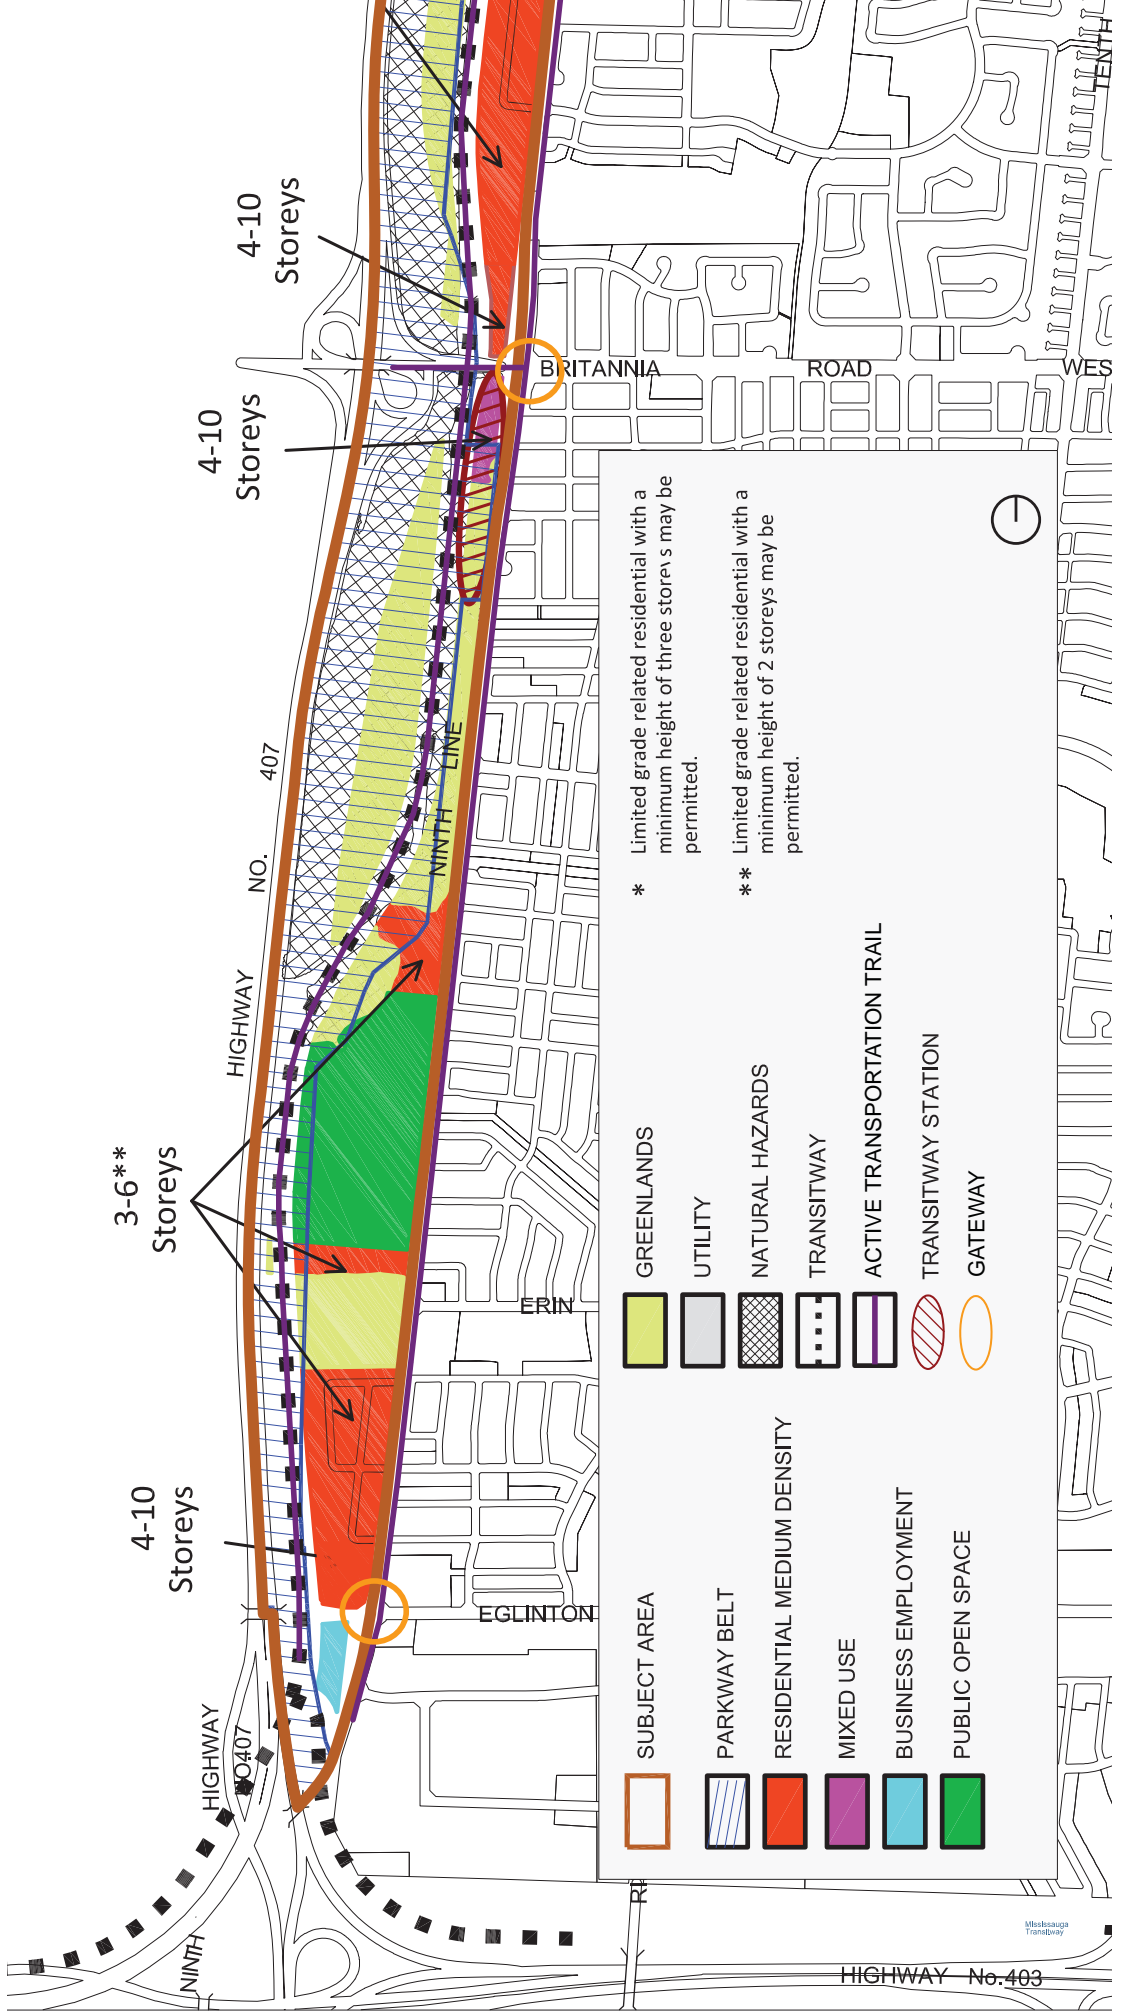 4-10
Storeys
4-10
Storeys
BRITANNIA
ROAD
WES
TENTH
HIGHWAY
NO.
407
NINTH
LINE
3-6**
Storeys
ERIN
4-10
Storeys
EGLINTON
HIGHWAY
NO407
NINTH
HIGHWAY No.403
Mississauga
Transitway
SUBJECT AREA
PARKWAY BELT
RESIDENTIAL MEDIUM DENSITY
MIXED USE
BUSINESS EMPLOYMENT
PUBLIC OPEN SPACE
GREENLANDS
UTILITY
NATURAL HAZARDS
TRANSITWAY
ACTIVE TRANSPORTATION TRAIL
TRANSITWAY STATION
GATEWAY
* Limited grade related residential with a
minimum height of three storeys may be
permitted.
** Limited grade related residential with a
minimum height of 2 storeys may be
permitted.